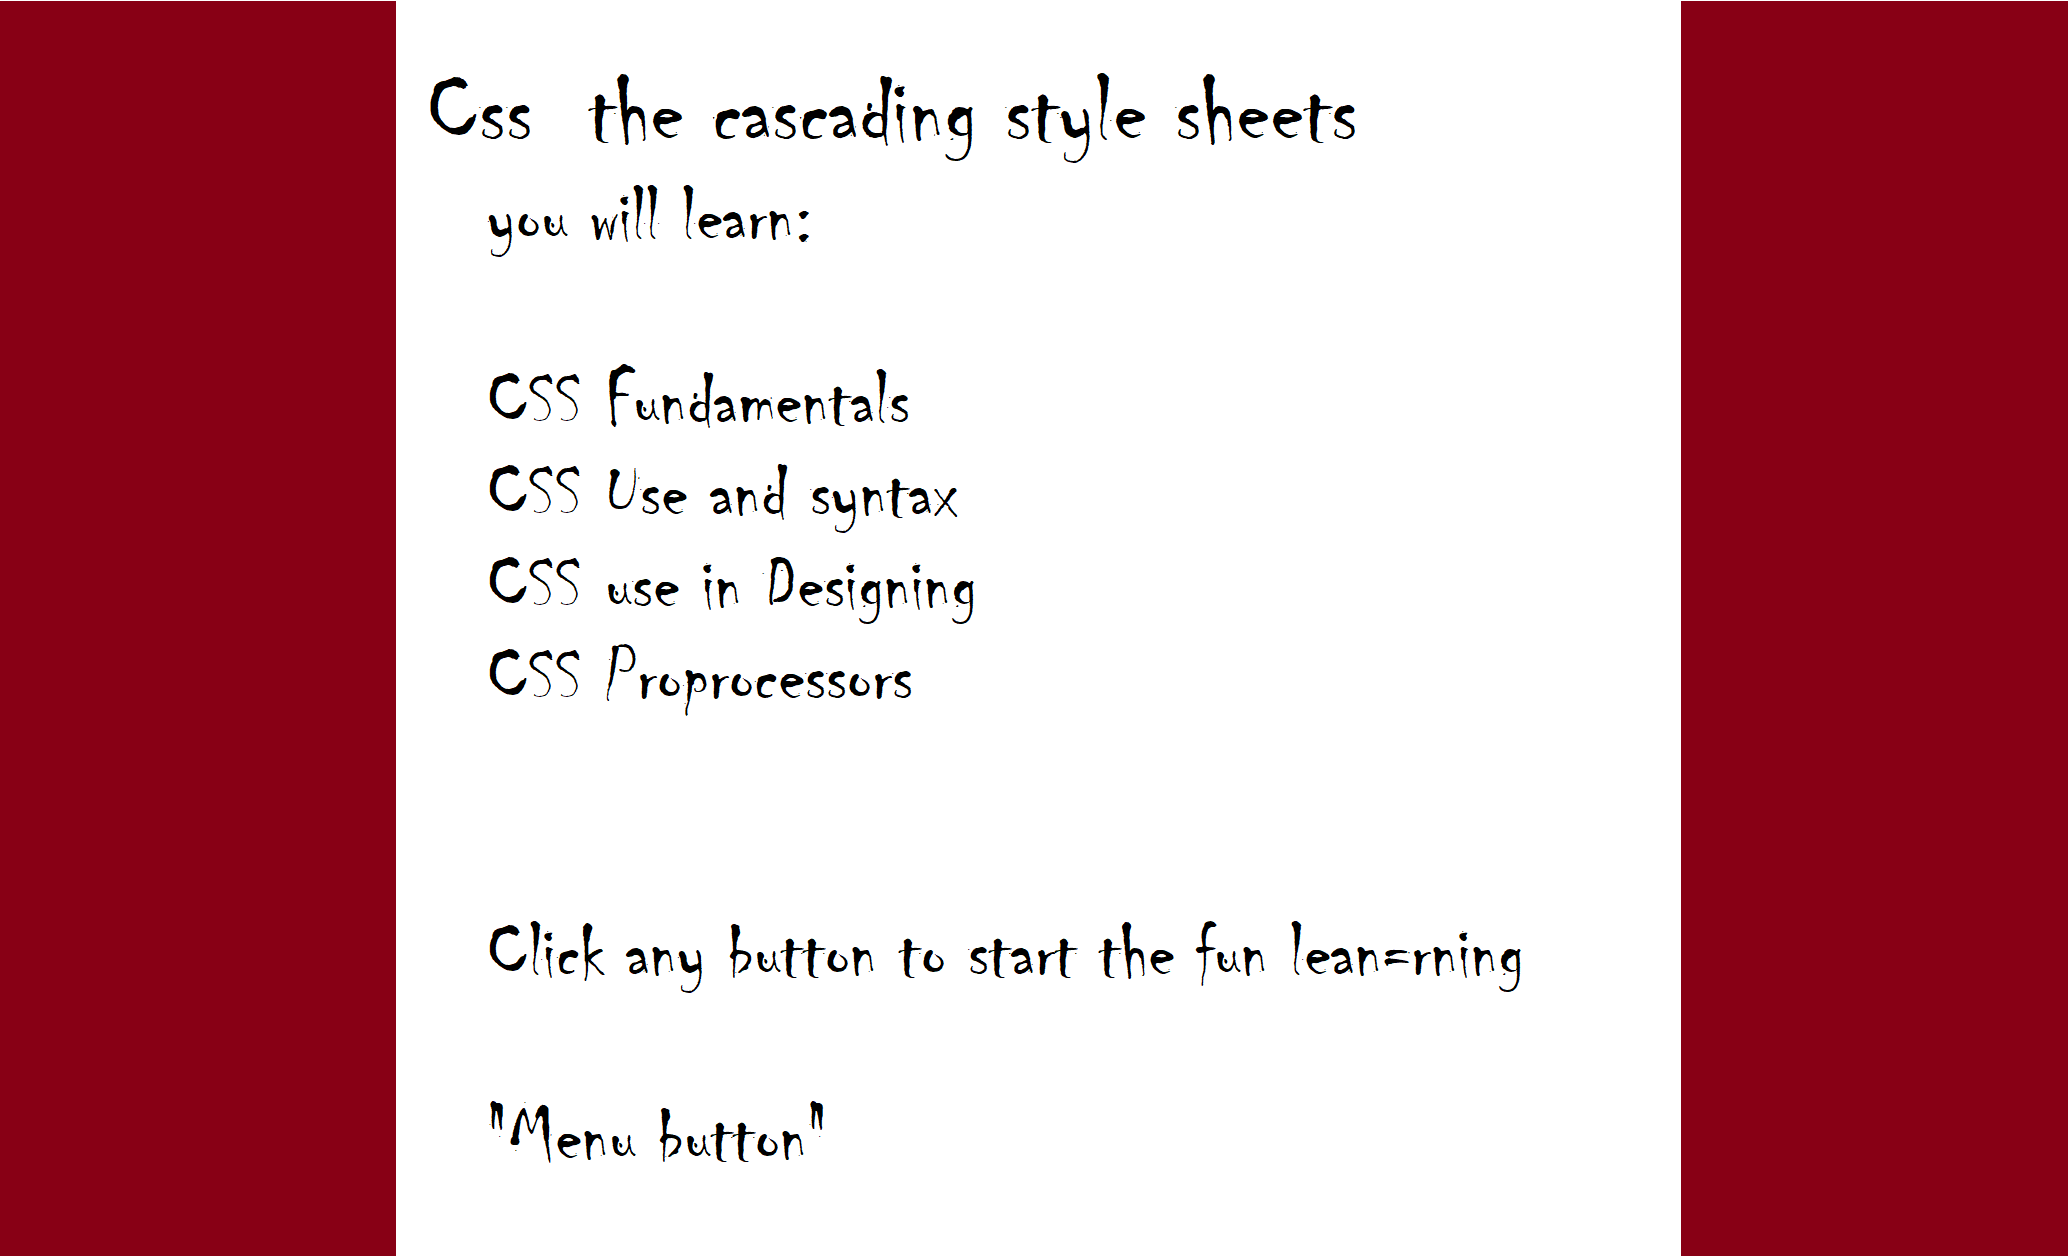 Css  the cascading style sheets
you will learn:
CSS Fundamentals
CSS Use and syntax
CSS use in Designing
CSS Proprocessors
Click any button to start the fun lean=rning
"Menu button"